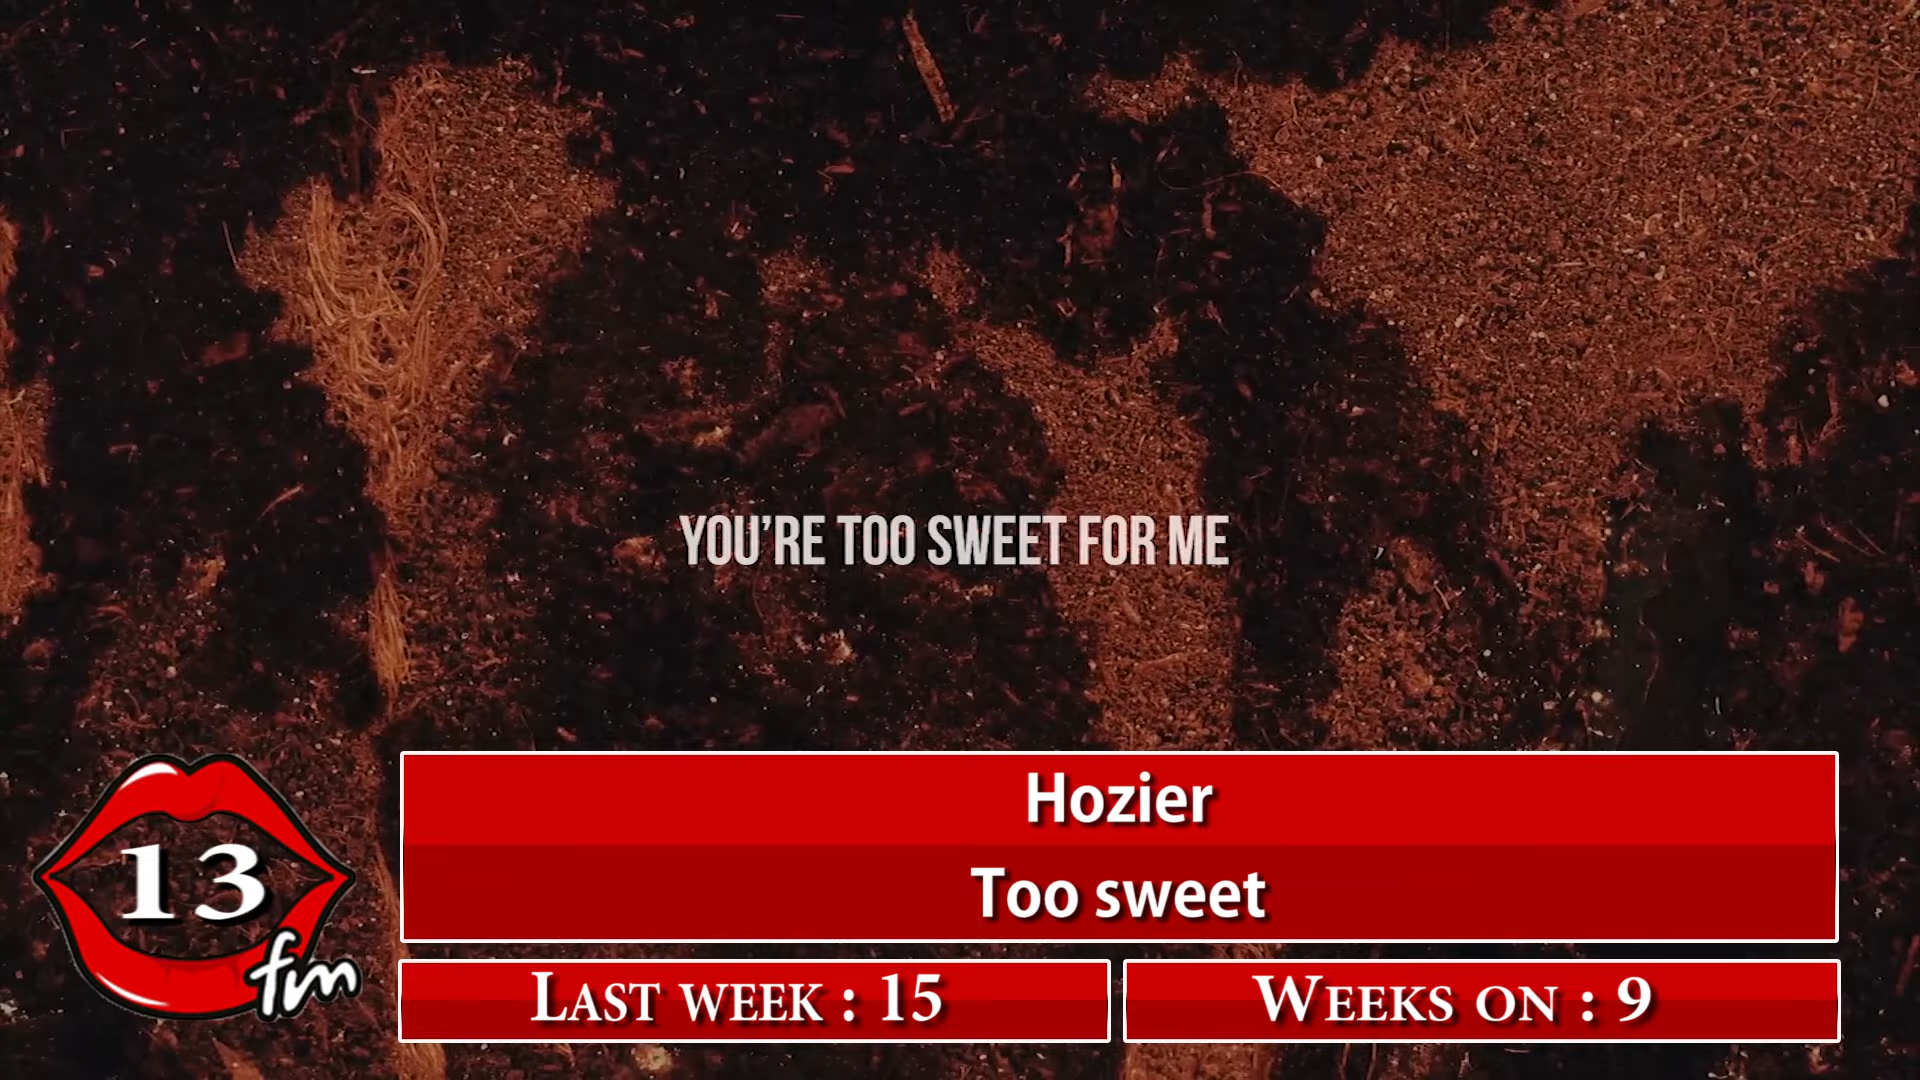 YOU'RE TOO SWEET FOR ME
Hozier
Too sweet
13
fm
LAST WEEK : 15
WEEKS ON : 9